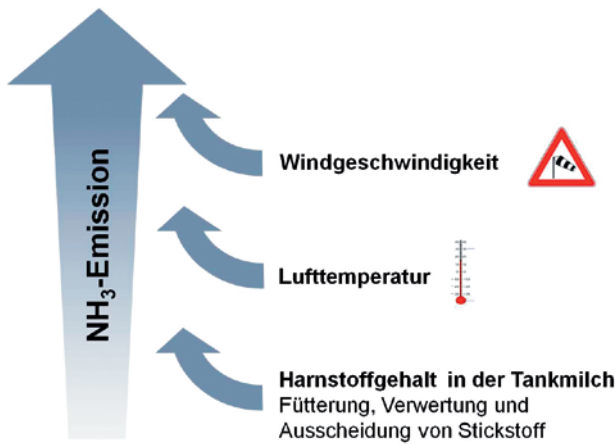 NH₃-Emission
Windgeschwindigkeit
Lufttemperatur
Harnstoffgehalt in der Tankmilch
Fütterung, Verwertung und
Ausscheidung von Stickstoff